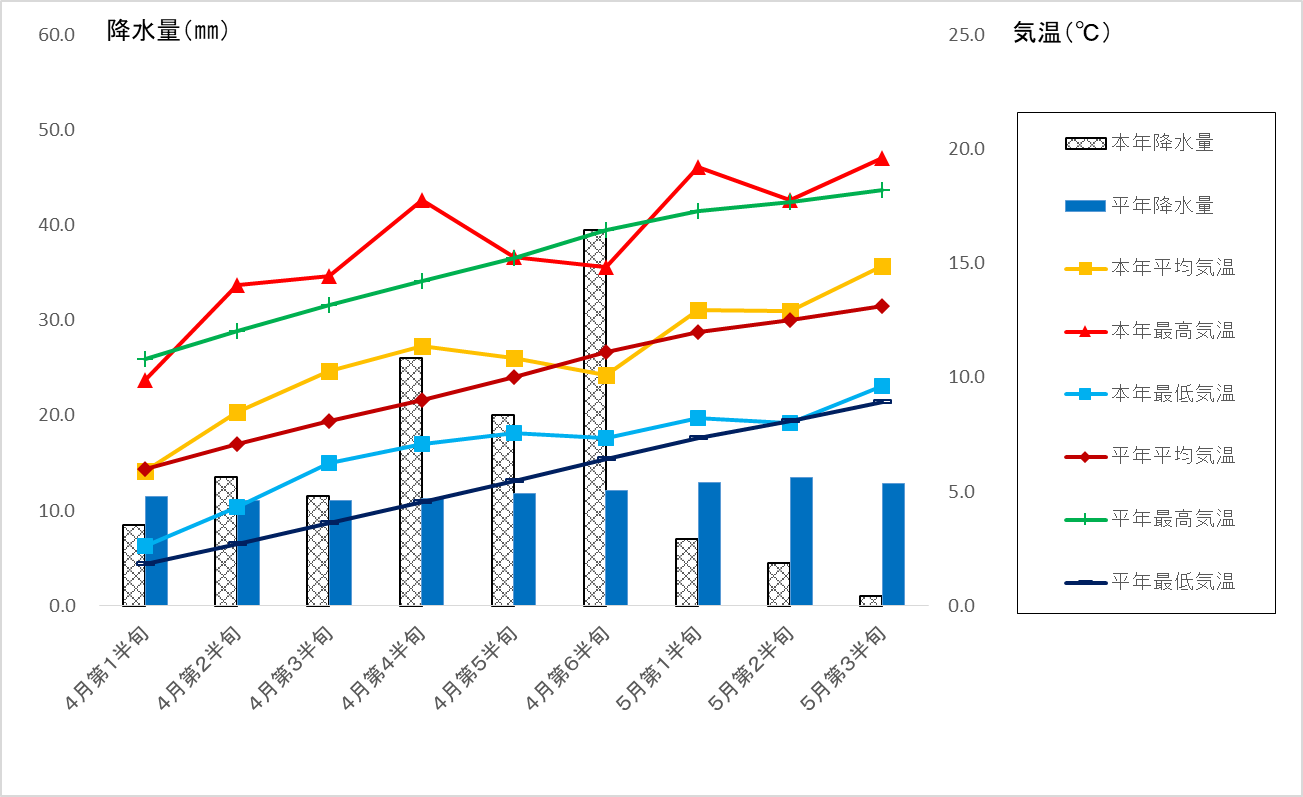 降水量(㎜)
気温(℃)
60.0
50.0
40.0
30.0
20.0
10.0
0.0
25.0
20.0
15.0
10.0
5.0
0.0
本年降水量
平年降水量
本年平均気温
本年最高気温
本年最低気温
平年平均気温
平年最高気温
平年最低気温
4月第1半旬
4月第2半旬
4月第3半旬
4月第4半旬
4月第5半旬
4月第6半旬
5月第1半旬
5月第2半旬
5月第3半旬